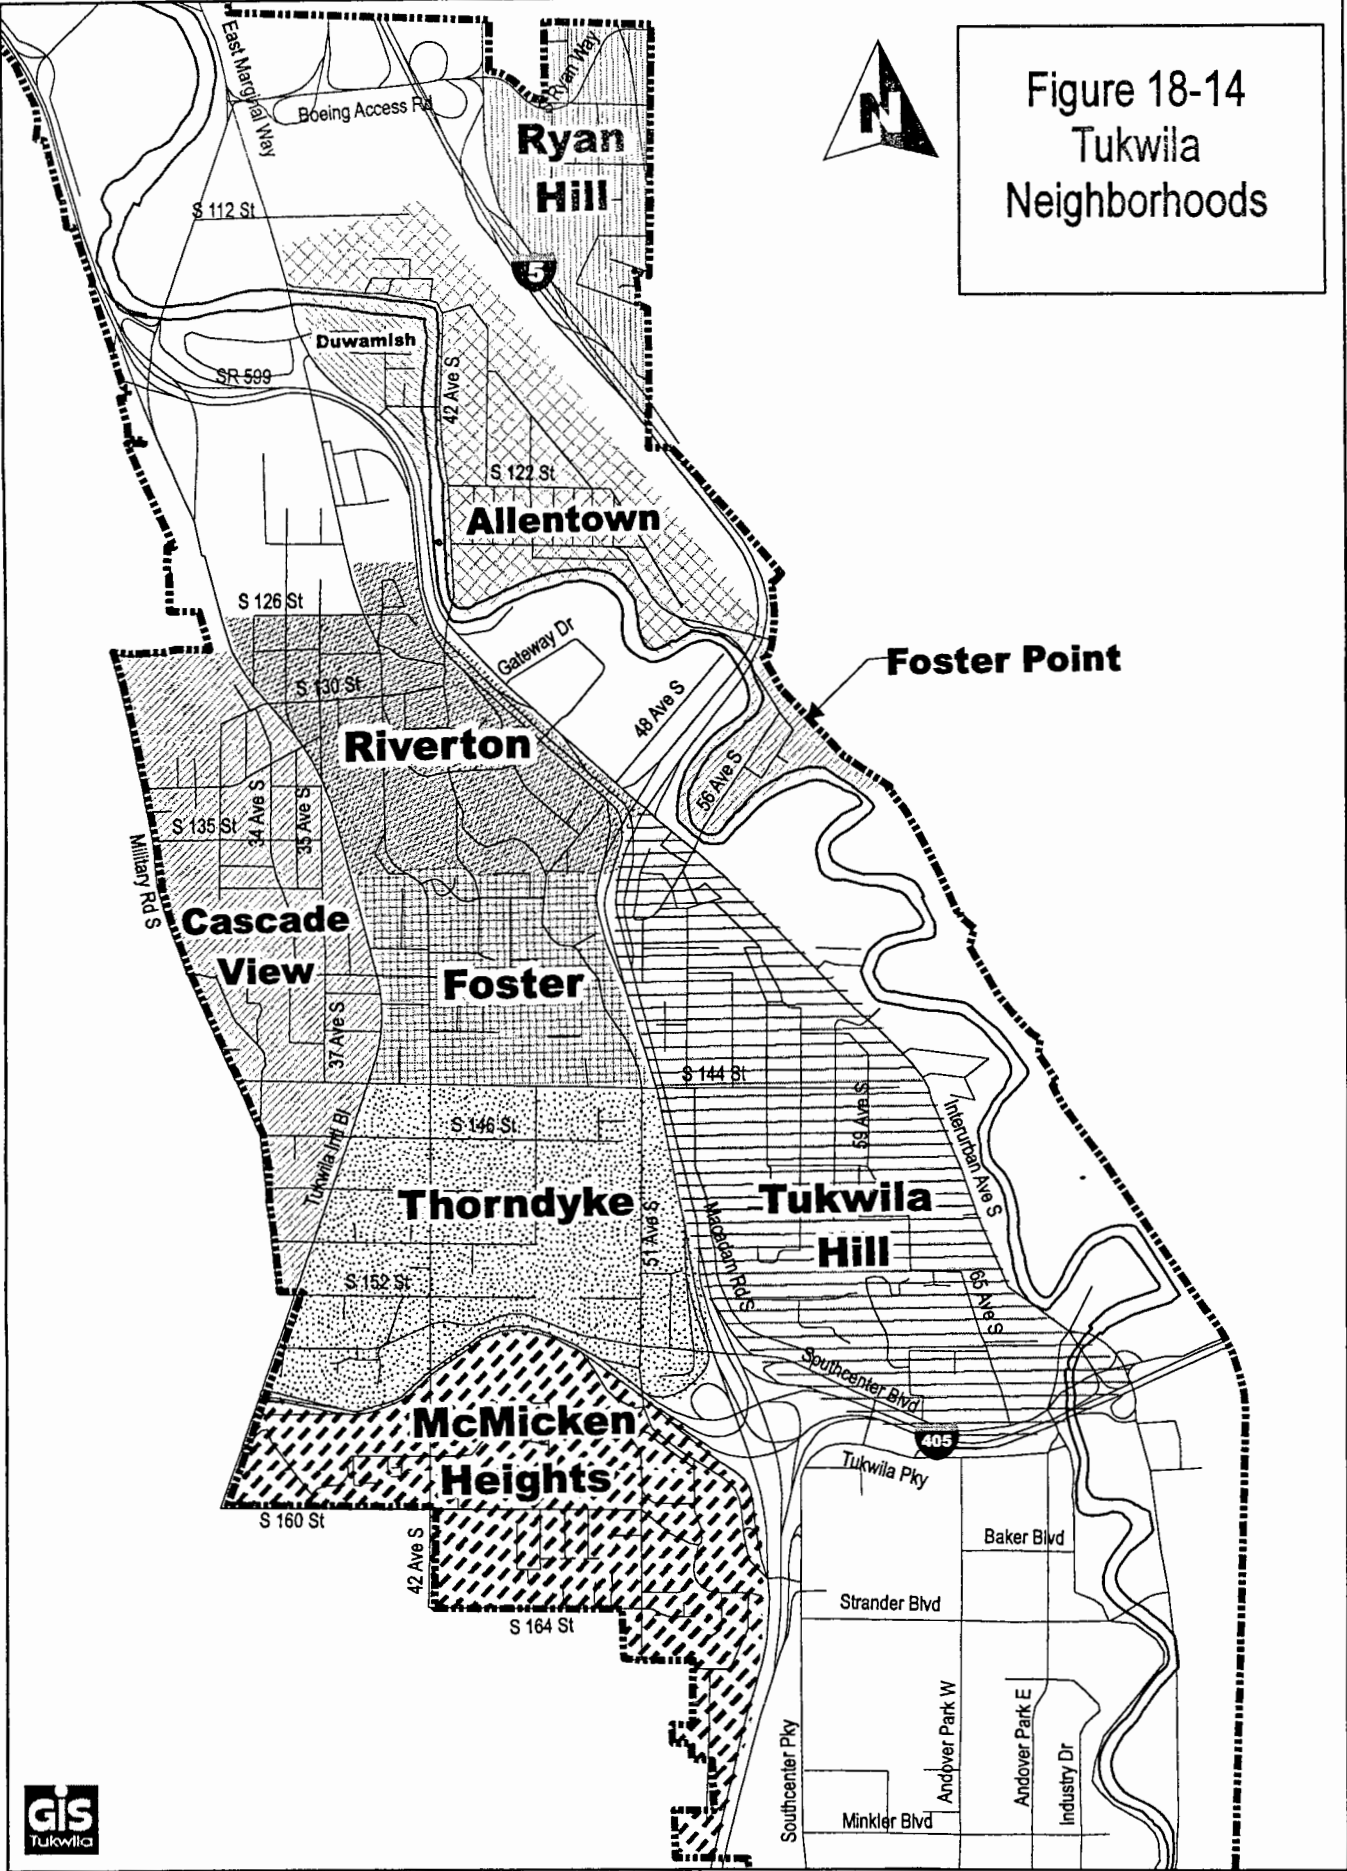 Figure 18-14
Tukwila
Neighborhoods
N
East Marginal Way
Boeing Access Rd
Ryan Way
Ryan
Hill
S 112 St
5
Duwamish
SR 599
42 Ave S
S 122 St
Allentown
S 126 St
Gateway Dr
Foster Point
S 130 St
48 Ave S
Riverton
56 Ave S
34 Ave S
35 Ave S
S 135 St
Military Rd S
Cascade
View
Foster
37 Ave S
S 144 St
59 Ave S
Interurban Ave S
S 146 St
Tukwila Intl Bl
Thorndyke
51 Ave S
Macadam Rd S
Tukwila
Hill
S 152 St
65 Ave S
Southcenter Blvd
McMicken
Heights
405
Tukwila Pky
S 160 St
42 Ave S
Baker Blvd
Strander Blvd
S 164 St
Southcenter Pky
Andover Park W
Andover Park E
Industry Dr
Minkler Blvd
GIS
Tukwila